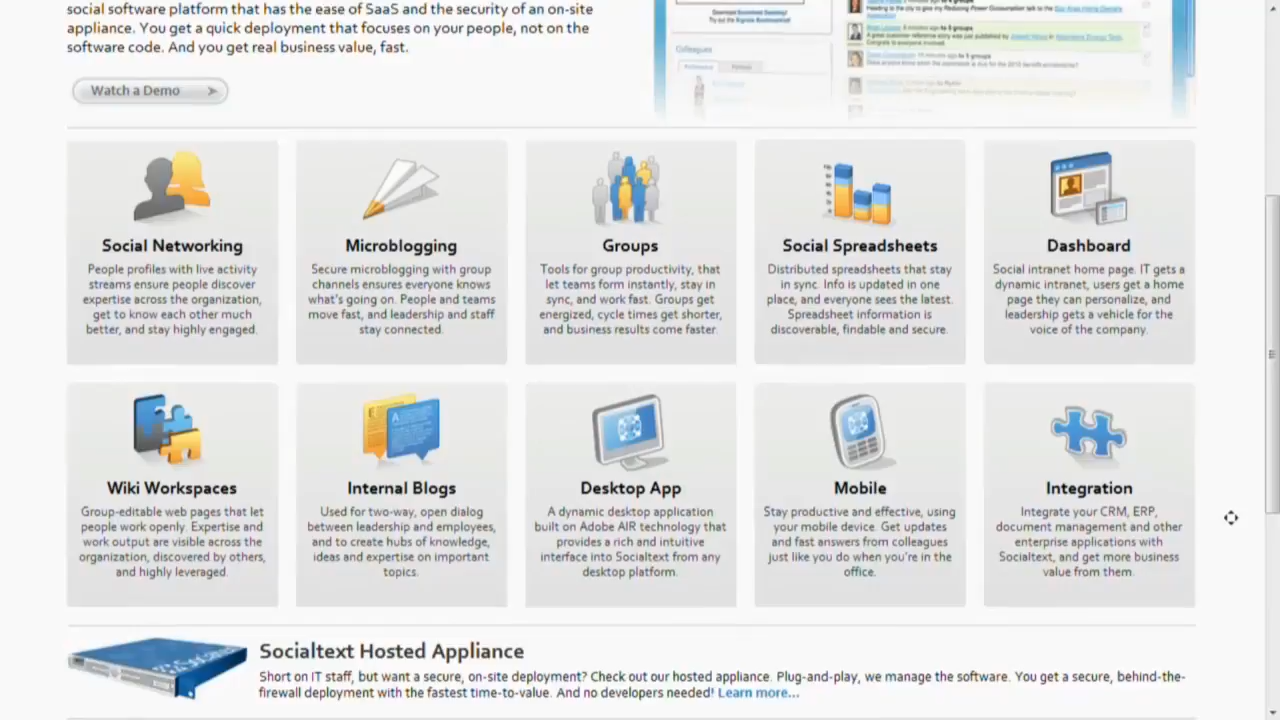 social software platform that has the ease of SaaS and the security of an on-site
appliance. You get quick deployment that focuses on your people, not on the
software code. And you get real business value, fast.
Watch a Demo
Colleagues
Social Networking
People profiles with live activity
streams ensure people discover
expertise across the organization,
get to know each other much
better, and stay highly engaged.
Microblogging
Secure microblogging with group
channels ensures everyone knows
what's going on. People and teams
move fast, and leadership and staff
stay connected.
Groups
Tools for group productivity, that
let teams form instantly, stay in
sync, and work fast. Groups get
energized, cycle times get shorter,
and business results come faster.
Social Spreadsheets
Distributed spreadsheets that stay
in sync. Info is updated in one
place, and everyone sees the latest.
Spreadsheet information is
discoverable, findable and secure.
Dashboard
Social intranet home page. IT gets a
dynamic intranet, users get a home
page they can personalize, and
leadership gets a vehicle for the
voice of the company.
Wiki Workspaces
Group-editable web pages that let
people work openly. Expertise and
work output are visible across the
organization, discovered by others,
and highly leveraged.
Internal Blogs
Used for two-way, open dialog
between leadership and employees,
and to create hubs of knowledge,
ideas and expertise on important
topics.
Desktop App
A dynamic desktop application
built on Adobe AIR technology that
provides a rich and intuitive
interface into Socialtext from any
desktop platform.
Mobile
Stay productive and effective, using
your mobile device. Get updates
and fast answers from colleagues
just like you do when you're in the
office.
Integration
Integrate your CRM, ERP,
document management and other
enterprise applications with
Socialtext, and get more business
value from them.
Socialtext Hosted Appliance
Short on IT staff, but want a secure, on-site deployment? Check out our hosted appliance. Plug-and-play, we manage the software. You get a secure, behind-the-
firewall deployment with the fastest time-to-value. And no developers needed! Learn more...